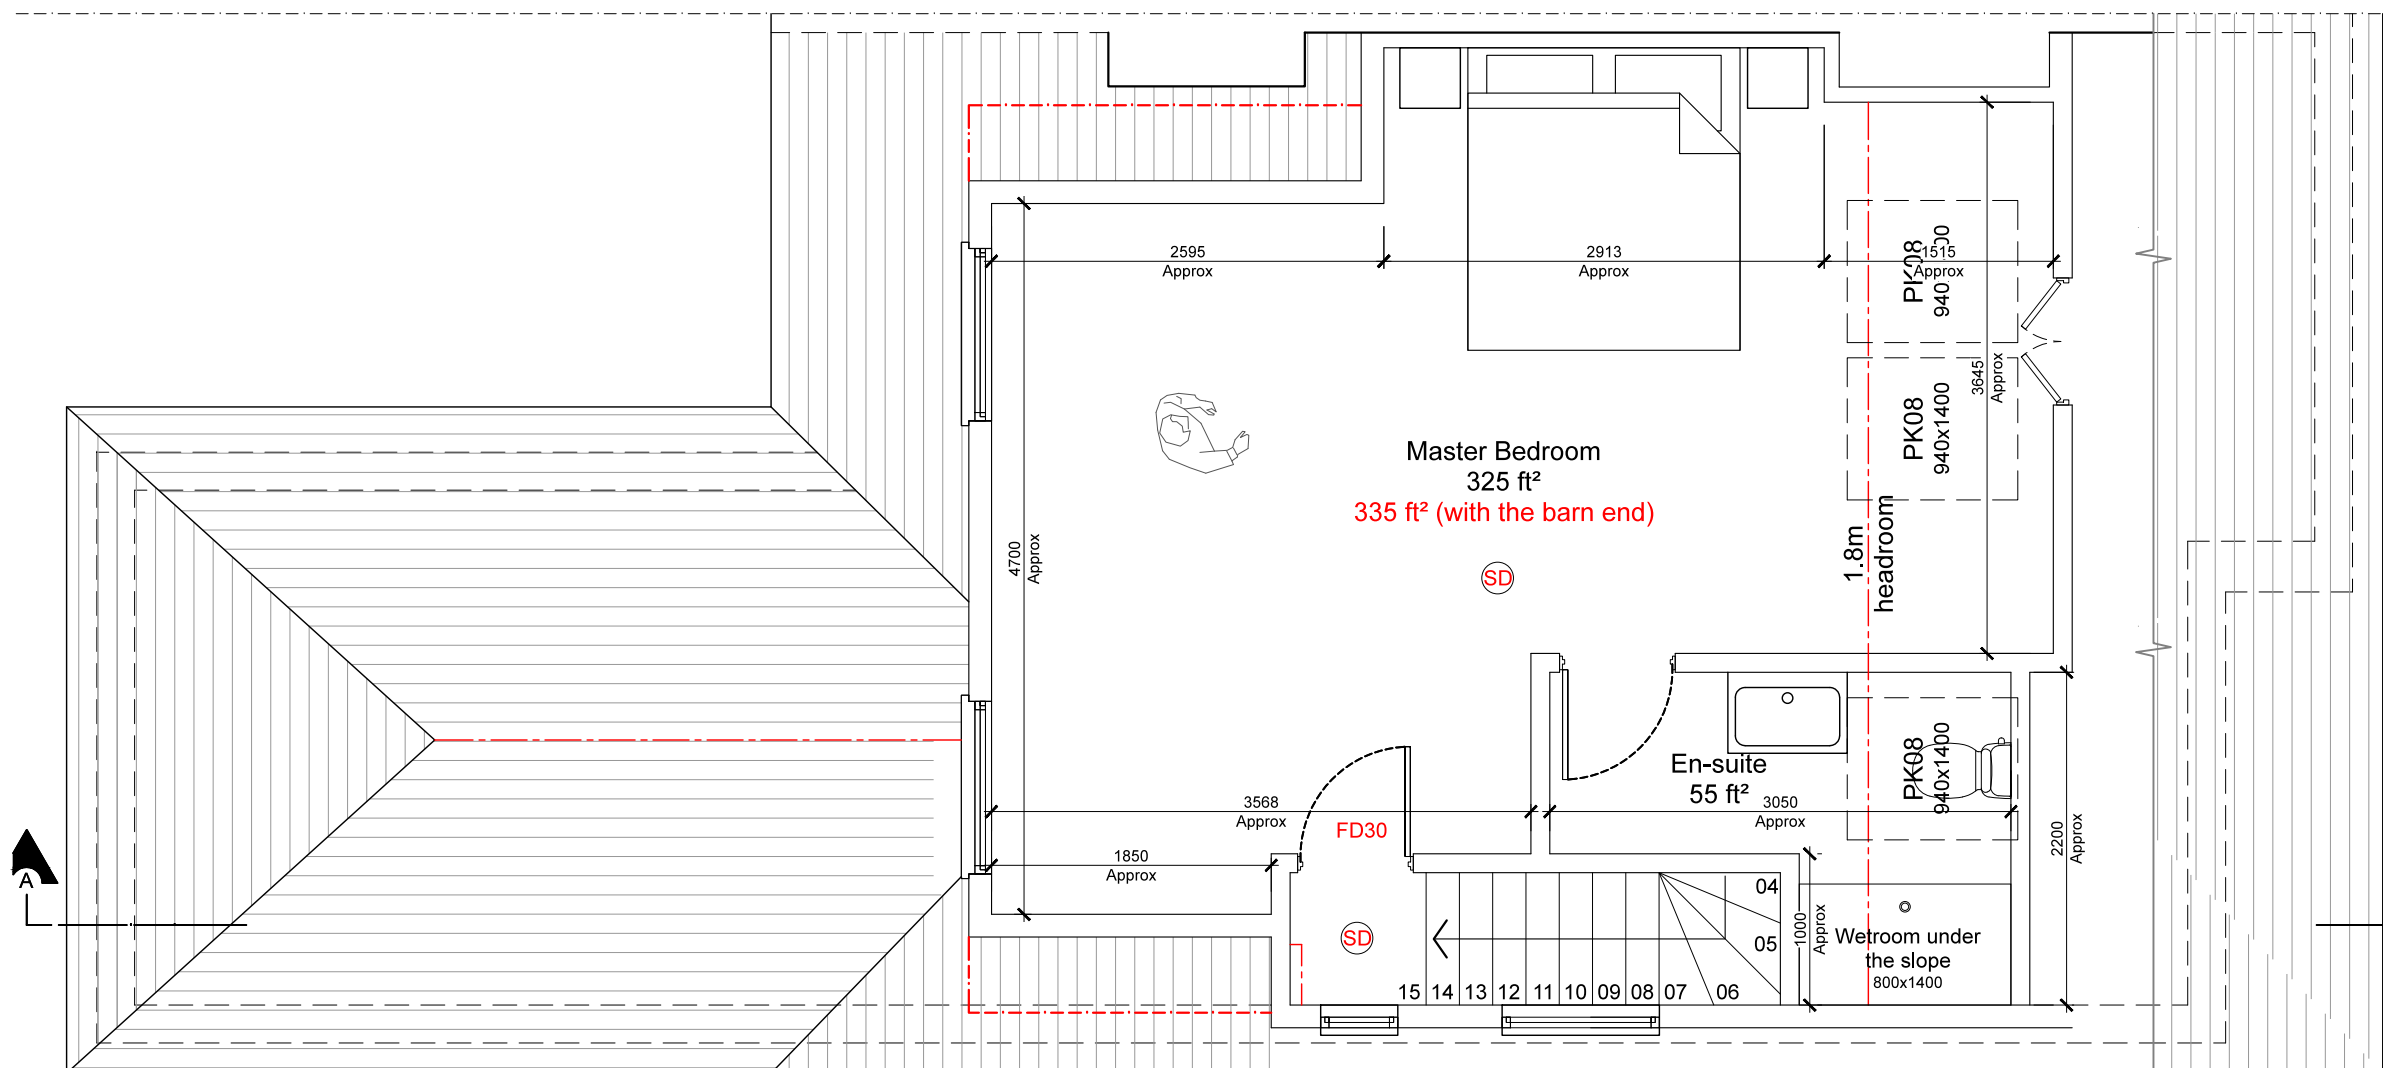 2595
Approx
2913
Approx
1515
Approx
PK08
940x1400
3645
Approx
PK08
940x1400
Master Bedroom
325 ft²
335 ft² (with the barn end)
1.8m
headroom
4700
Approx
SD
En-suite
55 ft²
PK08
940x1400
3568
Approx
3050
Approx
FD30
2200
Approx
1850
Approx
A
04
05
1000
Approx
SD
Wetroom under
the slope
800x1400
15 14 13 12 11 10 09 08 07 06